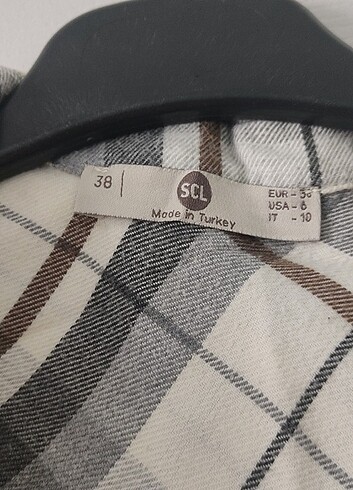 38
SCL
Made in Turkey
EUR - 38
USA - 6
IT - 10